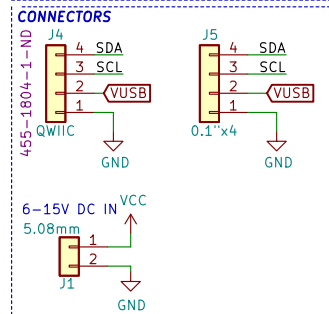 CONNECTORS
455-1804-1-ND
J4
4 SDA
3 SCL
2 VUSB
1
QWIIC
GND
J5
4 SDA
3 SCL
2 VUSB
1
0.1"x4
GND
6-15V DC IN
VCC
5.08mm
1
2
J1
GND